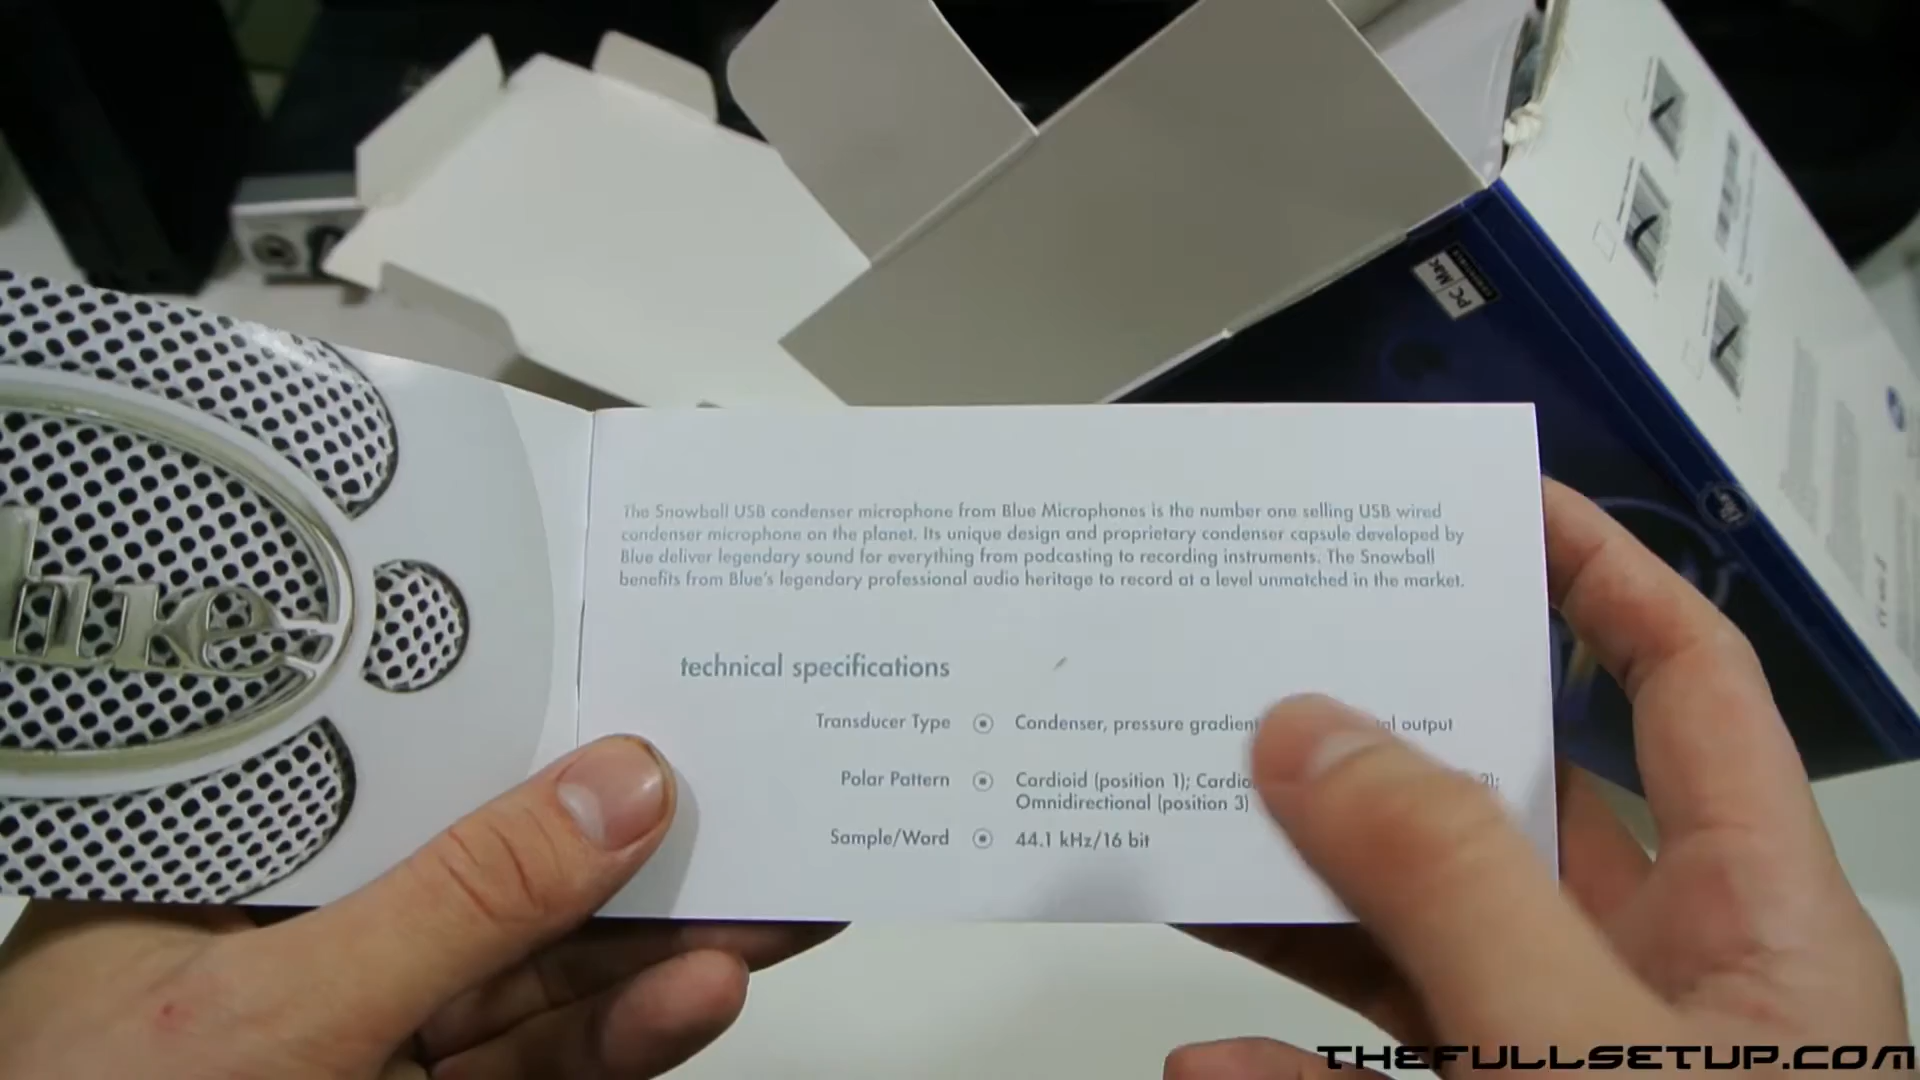 PC Mac
The Snowball USB condenser microphone from Blue Microphones is the number one selling USB wired
condenser microphone on the planet. Its unique design and proprietary condenser capsule developed by
Blue deliver legendary sound for everything from podcasting to recording instruments. The Snowball
benefits from Blue's legendary professional audio heritage to record at a level unmatched in the market.
technical specifications
Transducer Type Condenser, pressure gradient output
Polar Pattern Cardioid (position 1);
Omnidirectional (position 3)
Sample/Word 44.1 kHz/16 bit
THEFULLSETUP.COM